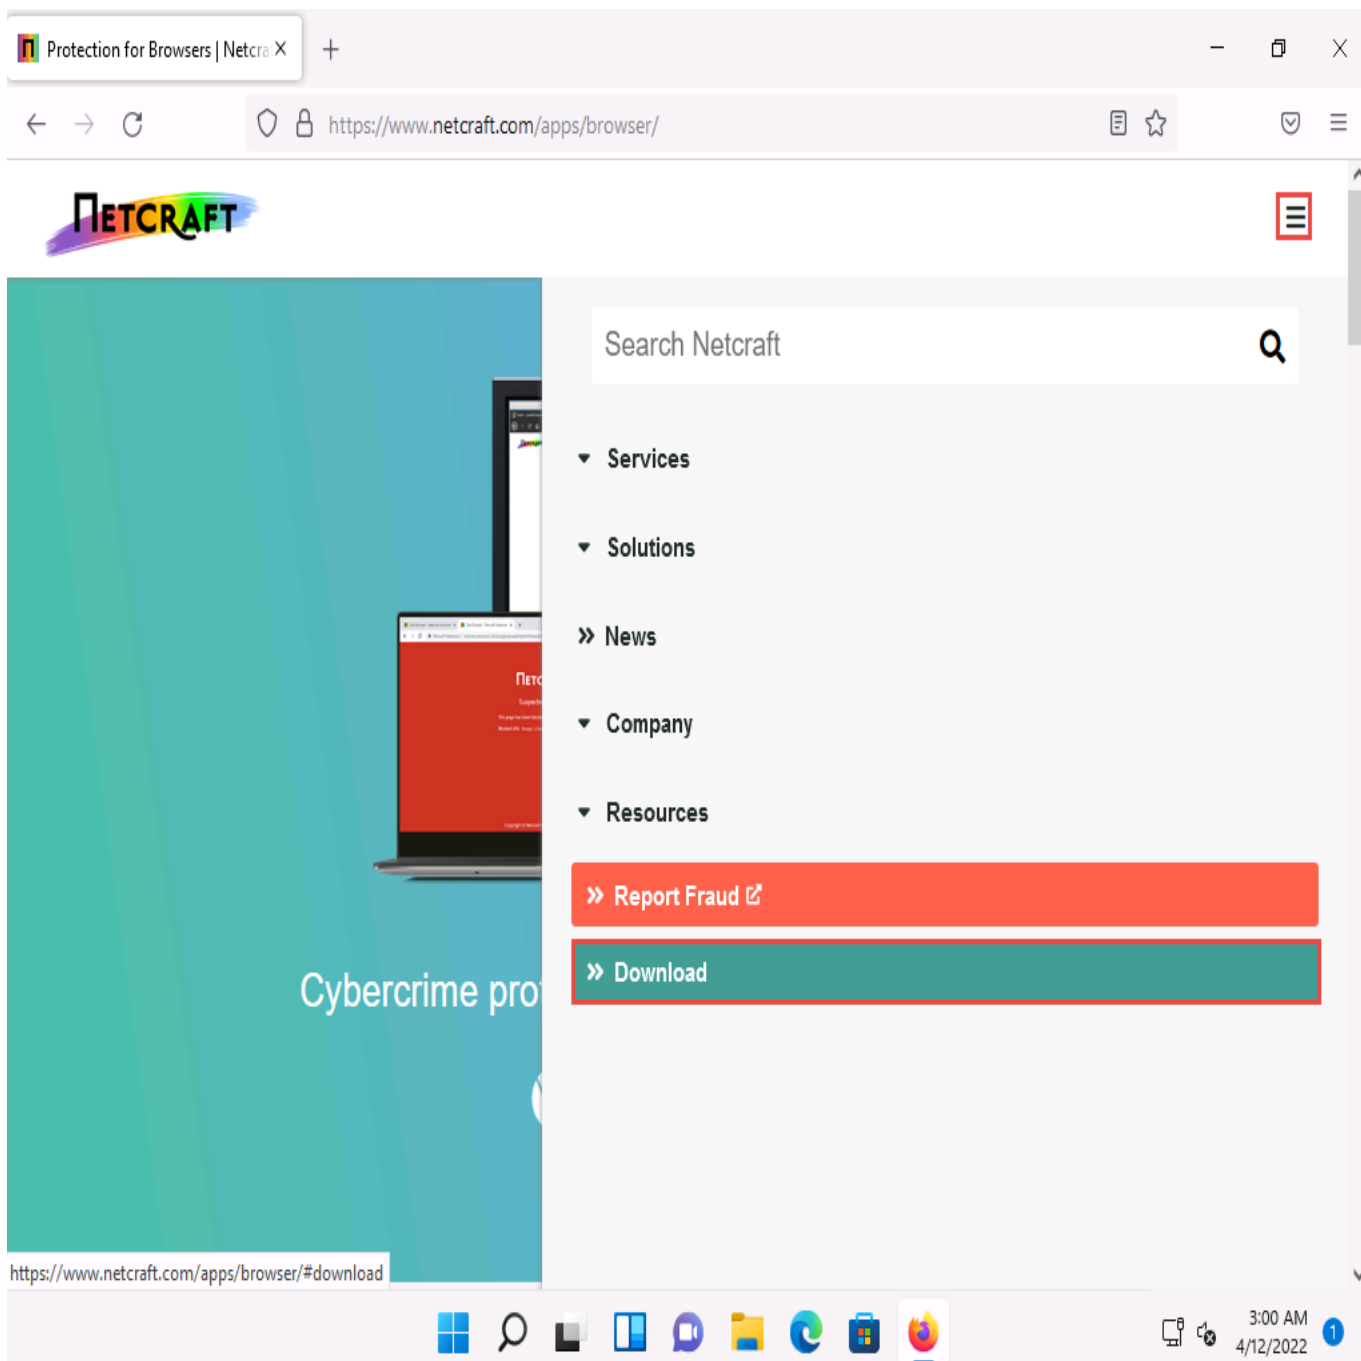 Protection for Browsers | Netcra
https://www.netcraft.com/apps/browser/
NETCRAFT
Search Netcraft
Services
Solutions
News
Company
Resources
Report Fraud
Download
Cybercrime pro
https://www.netcraft.com/apps/browser/#download
3:00 AM
4/12/2022
1